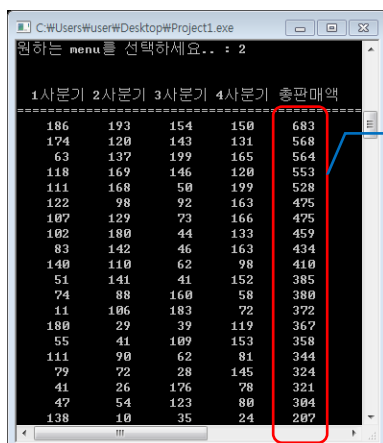 C:₩Users₩user₩Desktop₩Project1.exe
원하는 menu를 선택하세요.. : 2
1사분기 2사분기 3사분기 4사분기 총판매액
==================================================
186 193 154 150 683
174 120 143 131 568
63 137 199 165 564
118 169 146 120 553
111 168 50 199 528
122 98 92 163 475
107 129 73 166 475
102 180 44 133 459
83 142 46 163 434
140 110 62 98 410
51 141 41 152 385
74 88 160 58 380
11 106 183 72 372
180 29 39 119 367
55 41 109 153 358
111 90 62 81 344
79 72 28 145 324
41 26 176 78 321
47 54 123 80 304
138 10 35 24 207